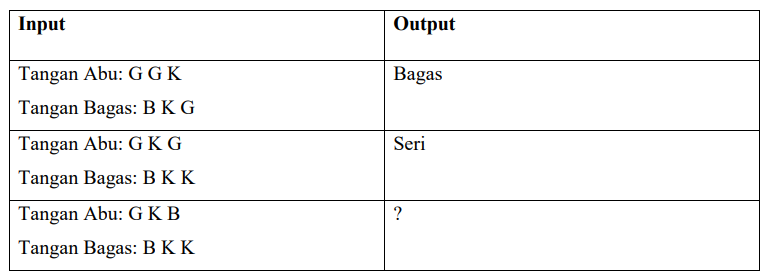 Input
Output
Tangan Abu: G G K
Tangan Bagas: B K G
Bagas
Tangan Abu: G K G
Tangan Bagas: B K K
Seri
Tangan Abu: G K B
Tangan Bagas: B K K
?